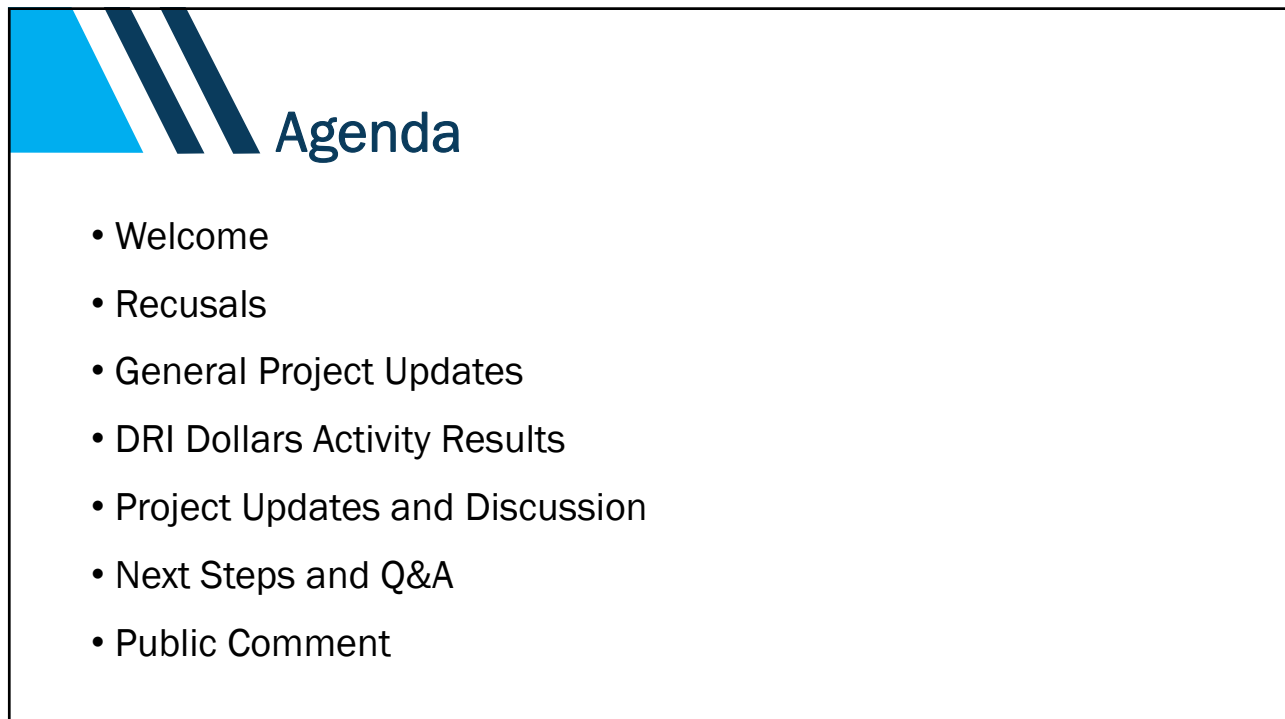 Agenda
• Welcome
• Recusals
• General Project Updates
• DRI Dollars Activity Results
• Project Updates and Discussion
• Next Steps and Q&A
• Public Comment